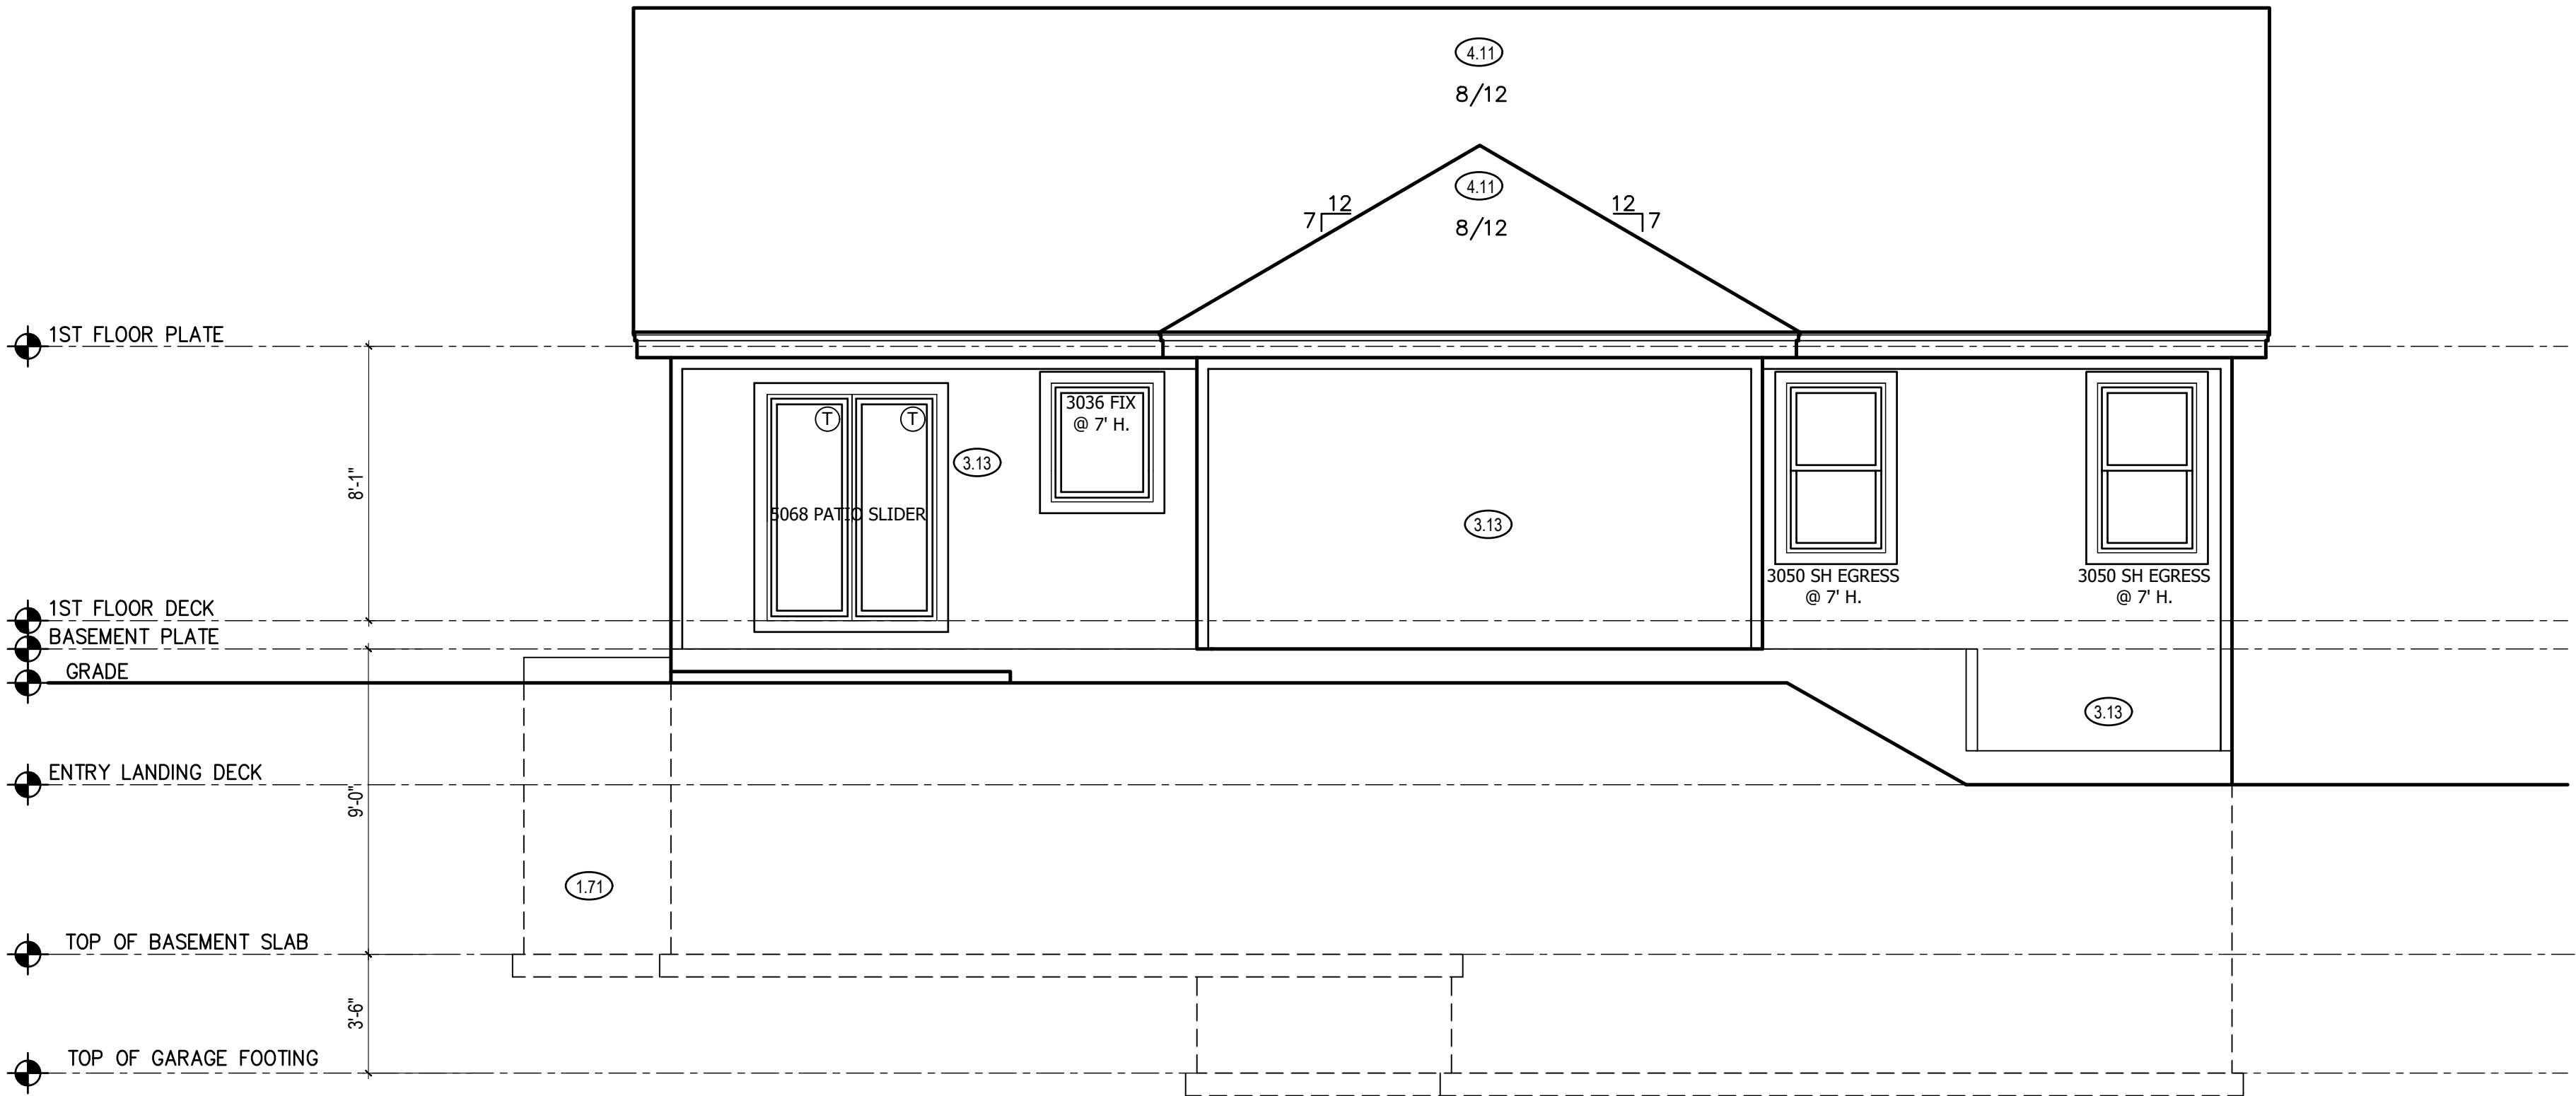 4.11
8/12
4.11
8/12
12
7
12
7
1ST FLOOR PLATE
3036 FIX
@ 7' H.
T
T
3.13
8'-1"
5068 PATIO SLIDER
3.13
3050 SH EGRESS
@ 7' H.
3050 SH EGRESS
@ 7' H.
1ST FLOOR DECK
BASEMENT PLATE
GRADE
3.13
ENTRY LANDING DECK
9'-0"
1.71
TOP OF BASEMENT SLAB
3'-6"
TOP OF GARAGE FOOTING